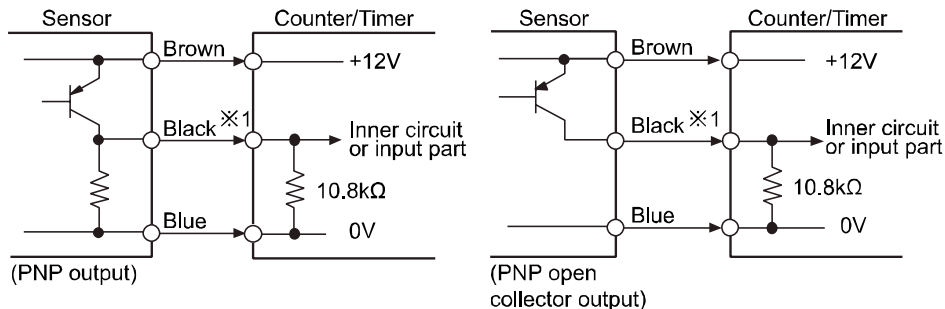 Sensor
Counter/Timer
Brown
+12V
Black ※1
Inner circuit
or input part
10.8kΩ
Blue
0V
(PNP output)
Sensor
Counter/Timer
Brown
+12V
Black ※1
Inner circuit
or input part
10.8kΩ
Blue
0V
(PNP open
collector output)